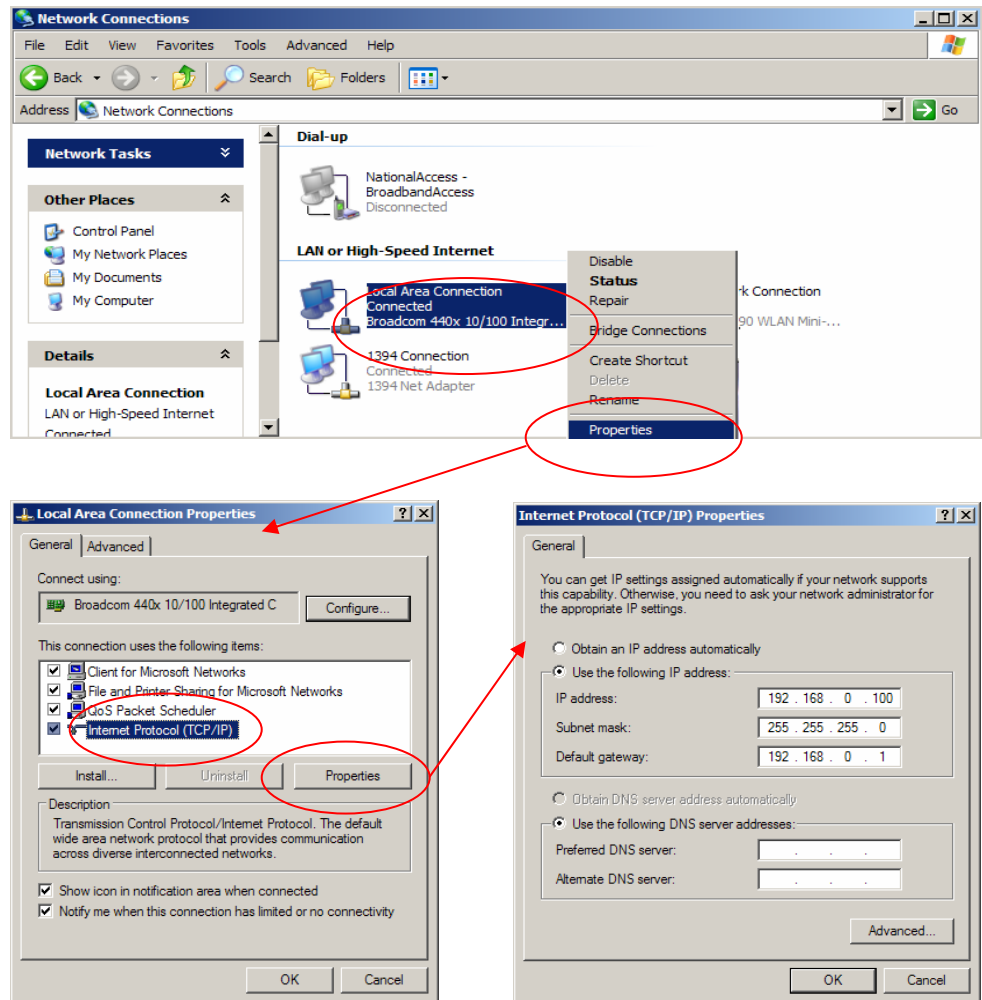 Network Connections
File Edit View Favorites Tools Advanced Help
Back Search Folders
Address Network Connections Go
Network Tasks
Other Places
Control Panel
My Network Places
My Documents
My Computer
Details
Local Area Connection
LAN or High-Speed Internet
Connected
Dial-up
NationalAccess -
BroadbandAccess
Disconnected
LAN or High-Speed Internet
Local Area Connection
Connected
Broadcom 440x 10/100 Integr...
1394 Connection
Connected
1394 Net Adapter
Disable
Status
Repair
Bridge Connections
Create Shortcut
Delete
Rename
Properties
Connection
90 WLAN Mini-...
Local Area Connection Properties
General Advanced
Connect using:
Broadcom 440x 10/100 Integrated C Configure...
This connection uses the following items:
Client for Microsoft Networks
File and Printer Sharing for Microsoft Networks
QoS Packet Scheduler
Internet Protocol (TCP/IP)
Install... Uninstall Properties
Description
Transmission Control Protocol/Internet Protocol. The default
wide area network protocol that provides communication
across diverse interconnected networks.
Show icon in notification area when connected
Notify me when this connection has limited or no connectivity
OK Cancel
Internet Protocol (TCP/IP) Properties
General
You can get IP settings assigned automatically if your network supports
this capability. Otherwise, you need to ask your network administrator for
the appropriate IP settings.
Obtain an IP address automatically
Use the following IP address:
IP address: 192 . 168 . 0 . 100
Subnet mask: 255 . 255 . 255 . 0
Default gateway: 192 . 168 . 0 . 1
Obtain DNS server address automatically
Use the following DNS server addresses:
Preferred DNS server: . . .
Alternate DNS server: . . .
Advanced...
OK Cancel